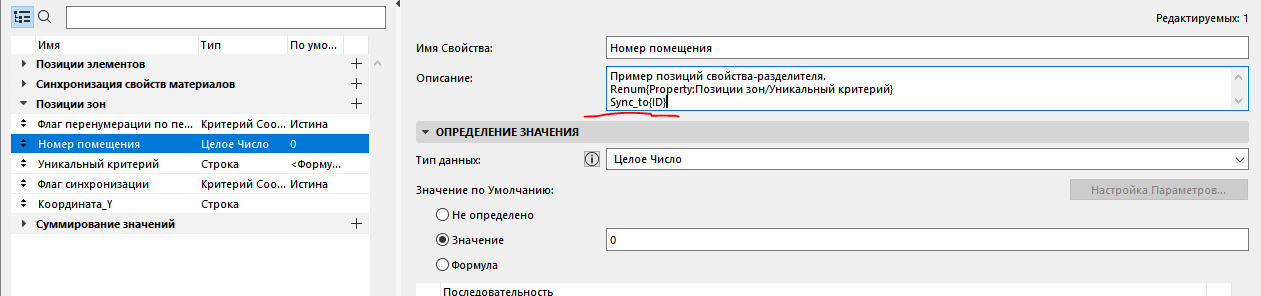 Имя Тип По умо...
Позиции элементов
Синхронизация свойств материалов
Позиции зон
Флаг перенумерации по пе... Критерий Соо... Истина
Номер помещения Целое Число 0
Уникальный критерий Строка <Форму...
Флаг синхронизации Критерий Соо... Истина
Координата_Y Строка
Суммирование значений
Редактируемых: 1
Имя Свойства: Номер помещения
Описание: Пример позиций свойства-разделителя.
Renum{Property:Позиции зон/Уникальный критерий}
Sync_to{ID}
ОПРЕДЕЛЕНИЕ ЗНАЧЕНИЯ
Тип данных: Целое Число
Значение по Умолчанию: Настройка Параметров...
Не определено
Значение 0
Формула
Последовательность